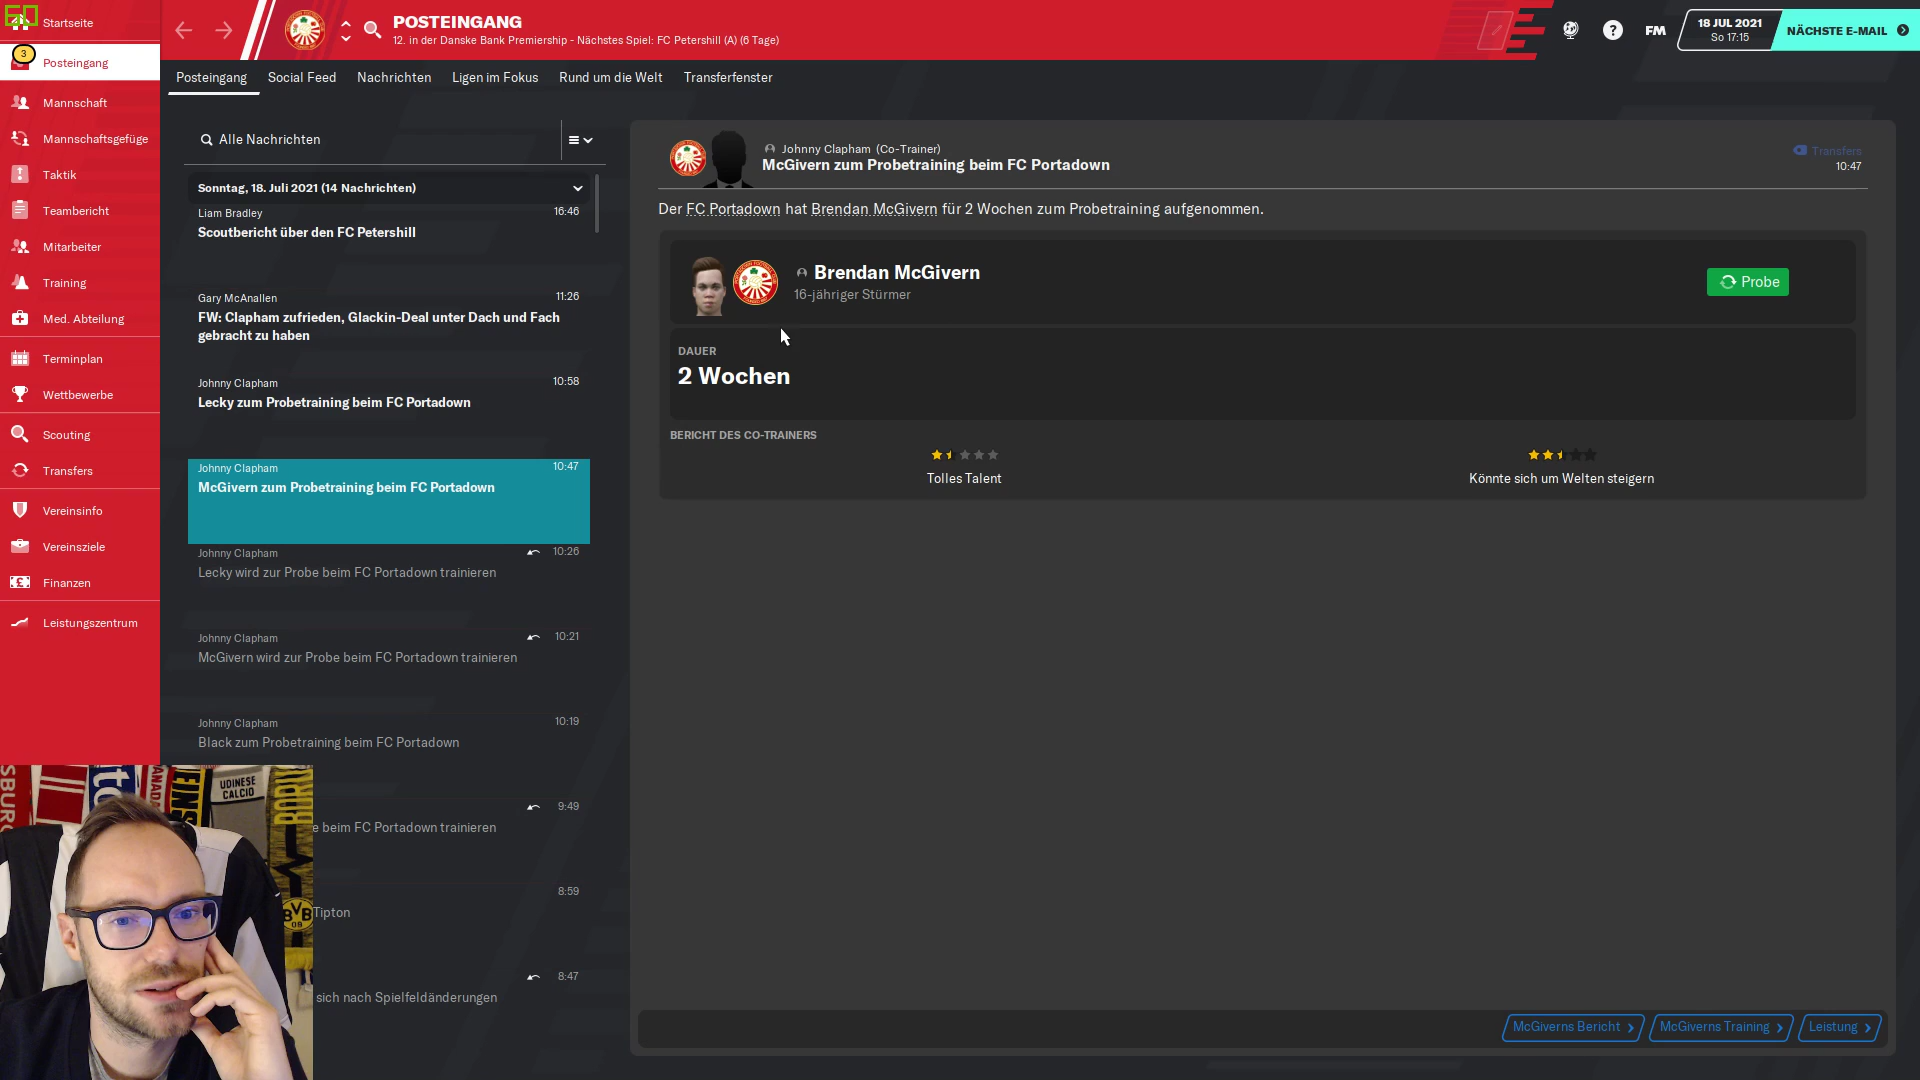 60
Startseite
3
Posteingang
Mannschaft
Mannschaftsgefüge
Taktik
Teambericht
Mitarbeiter
Training
Med. Abteilung
Terminplan
Wettbewerbe
Scouting
Transfers
Vereinsinfo
Vereinsziele
Finanzen
Leistungszentrum
POSTEINGANG
12. in der Danske Bank Premiership - Nächstes Spiel: FC Petershill (A) (6 Tage)
?
FM
18 JUL 2021
So 17:15
NÄCHSTE E-MAIL
Posteingang
Social Feed
Nachrichten
Ligen im Fokus
Rund um die Welt
Transferfenster
Alle Nachrichten
Sonntag, 18. Juli 2021 (14 Nachrichten)
Liam Bradley
16:46
Scoutbericht über den FC Petershill
Gary McAnallen
11:26
FW: Clapham zufrieden, Glackin-Deal unter Dach und Fach
gebracht zu haben
Johnny Clapham
10:58
Lecky zum Probetraining beim FC Portadown
Johnny Clapham
10:47
McGivern zum Probetraining beim FC Portadown
Johnny Clapham
10:26
Lecky wird zur Probe beim FC Portadown trainieren
Johnny Clapham
10:21
McGivern wird zur Probe beim FC Portadown trainieren
Johnny Clapham
10:19
Black zum Probetraining beim FC Portadown
9:49
e beim FC Portadown trainieren
8:59
Tipton
8:47
sich nach Spielfeldänderungen
Johnny Clapham (Co-Trainer)
McGivern zum Probetraining beim FC Portadown
Transfers
10:47
Der FC Portadown hat Brendan McGivern für 2 Wochen zum Probetraining aufgenommen.
Brendan McGivern
16-jähriger Stürmer
Probe
DAUER
2 Wochen
BERICHT DES CO-TRAINERS
Tolles Talent
Könnte sich um Welten steigern
McGiverns Bericht
McGiverns Training
Leistung
UDINESE
CALCIO
BVB
09